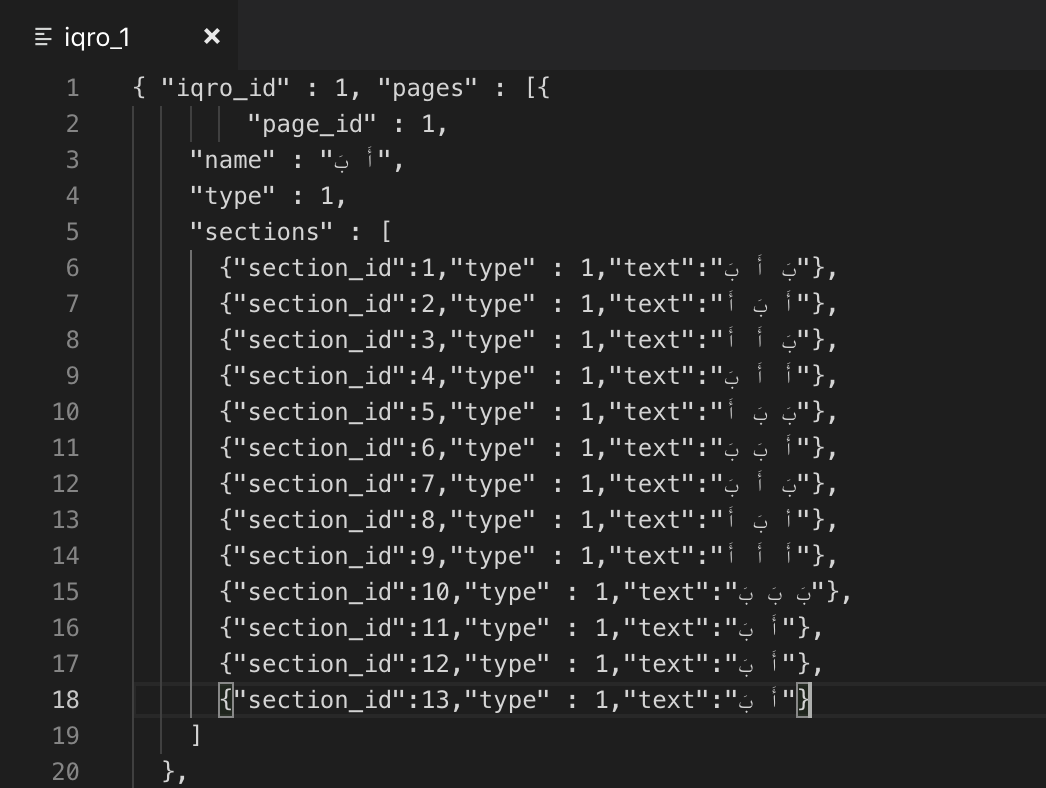 iqro_1
1 { "iqro_id" : 1, "pages" : [{
2 "page_id" : 1,
3 "name" : "أَ بَ",
4 "type" : 1,
5 "sections" : [
6 {"section_id":1,"type" : 1,"text":"بَ أَ بَ"},
7 {"section_id":2,"type" : 1,"text":"أَ بَ أَ"},
8 {"section_id":3,"type" : 1,"text":"بَ أَ أَ"},
9 {"section_id":4,"type" : 1,"text":"أَ أَ بَ"},
10 {"section_id":5,"type" : 1,"text":"بَ بَ أَ"},
11 {"section_id":6,"type" : 1,"text":"أَ بَ بَ"},
12 {"section_id":7,"type" : 1,"text":"بَ أَ بَ"},
13 {"section_id":8,"type" : 1,"text":"أ بَ أَ"},
14 {"section_id":9,"type" : 1,"text":"أَ أَ أَ"},
15 {"section_id":10,"type" : 1,"text":"بَ بَ بَ"},
16 {"section_id":11,"type" : 1,"text":"أَ بَ"},
17 {"section_id":12,"type" : 1,"text":"أَ بَ"},
18 {"section_id":13,"type" : 1,"text":"أَ بَ"}
19 ]
20 },